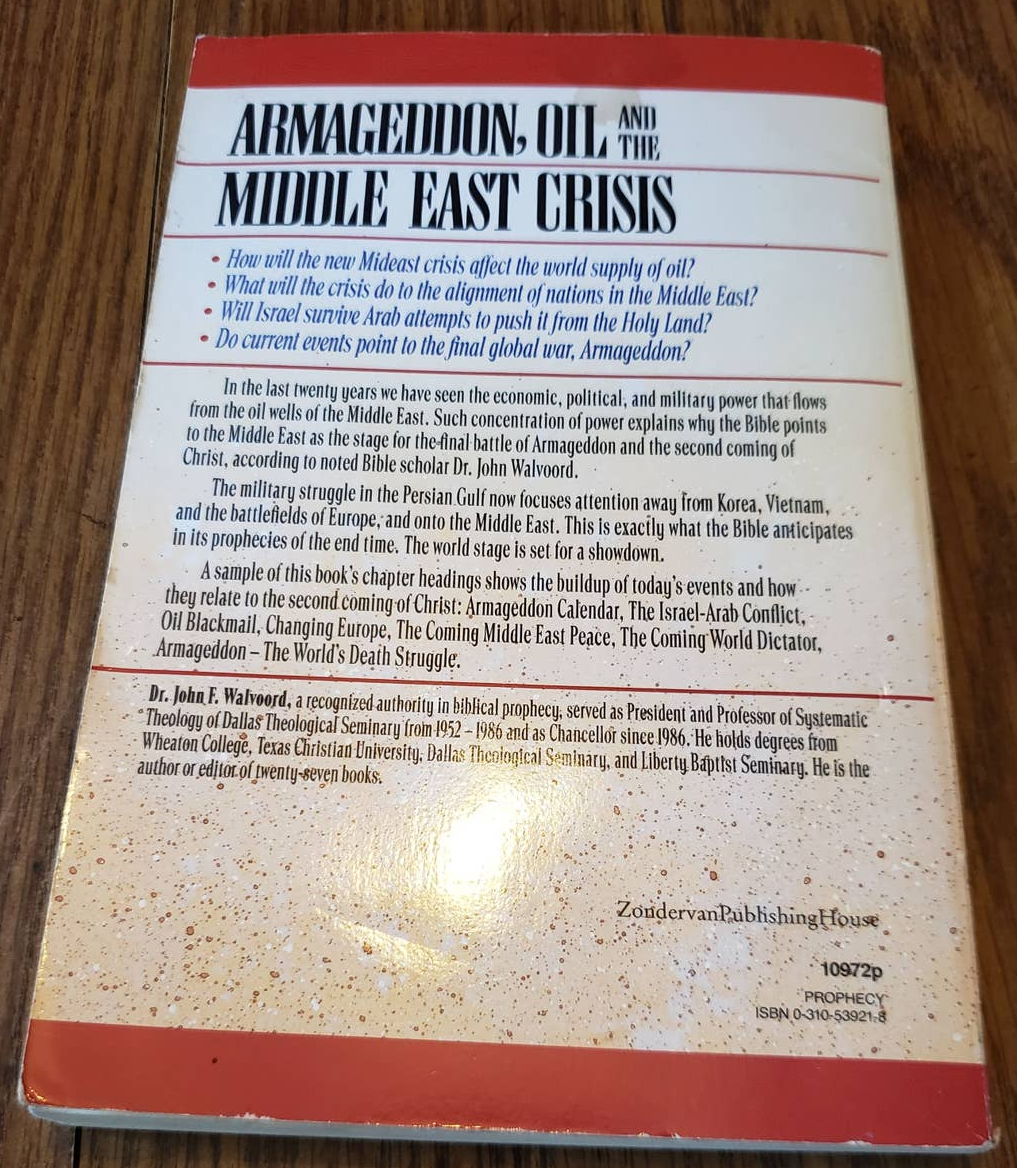 ARMAGEDDON, OIL AND THE
MIDDLE EAST CRISIS
• How will the new Mideast crisis affect the world supply of oil?
• What will the crisis do to the alignment of nations in the Middle East?
• Will Israel survive Arab attempts to push it from the Holy Land?
• Do current events point to the final global war, Armageddon?
In the last twenty years we have seen the economic, political, and military power that flows
from the oil wells of the Middle East. Such concentration of power explains why the Bible points
to the Middle East as the stage for the final battle of Armageddon and the second coming of
Christ, according to noted Bible scholar Dr. John Walvoord.
The military struggle in the Persian Gulf now focuses attention away from Korea, Vietnam,
and the battlefields of Europe, and onto the Middle East. This is exactly what the Bible anticipates
in its prophecies of the end time. The world stage is set for a showdown.
A sample of this book's chapter headings shows the buildup of today's events and how
they relate to the second coming of Christ: Armageddon Calendar, The Israel-Arab Conflict,
Oil Blackmail, Changing Europe, The Coming Middle East Peace, The Coming World Dictator,
Armageddon – The World's Death Struggle.
Dr. John F. Walvoord, a recognized authority in biblical prophecy, served as President and Professor of Systematic
Theology of Dallas Theological Seminary from 1952 – 1986 and as Chancellor since 1986. He holds degrees from
Wheaton College, Texas Christian University, Dallas Theological Seminary, and Liberty Baptist Seminary. He is the
author or editor of twenty-seven books.
ZondervanPublishingHouse
10972p
PROPHECY
ISBN 0-310-53921-8